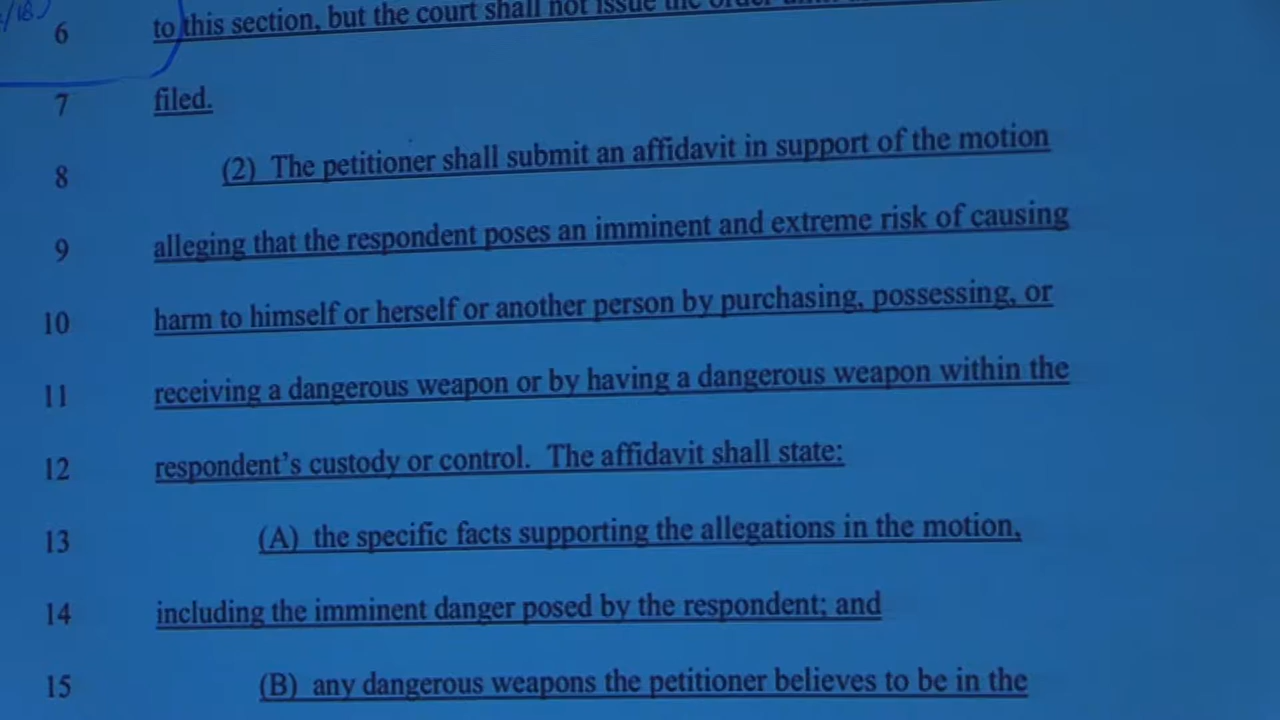 /18)
6 to this section, but the court shall not issue the order
7 filed.
8 (2) The petitioner shall submit an affidavit in support of the motion
9 alleging that the respondent poses an imminent and extreme risk of causing
10 harm to himself or herself or another person by purchasing, possessing, or
11 receiving a dangerous weapon or by having a dangerous weapon within the
12 respondent’s custody or control. The affidavit shall state:
13 (A) the specific facts supporting the allegations in the motion,
14 including the imminent danger posed by the respondent; and
15 (B) any dangerous weapons the petitioner believes to be in the